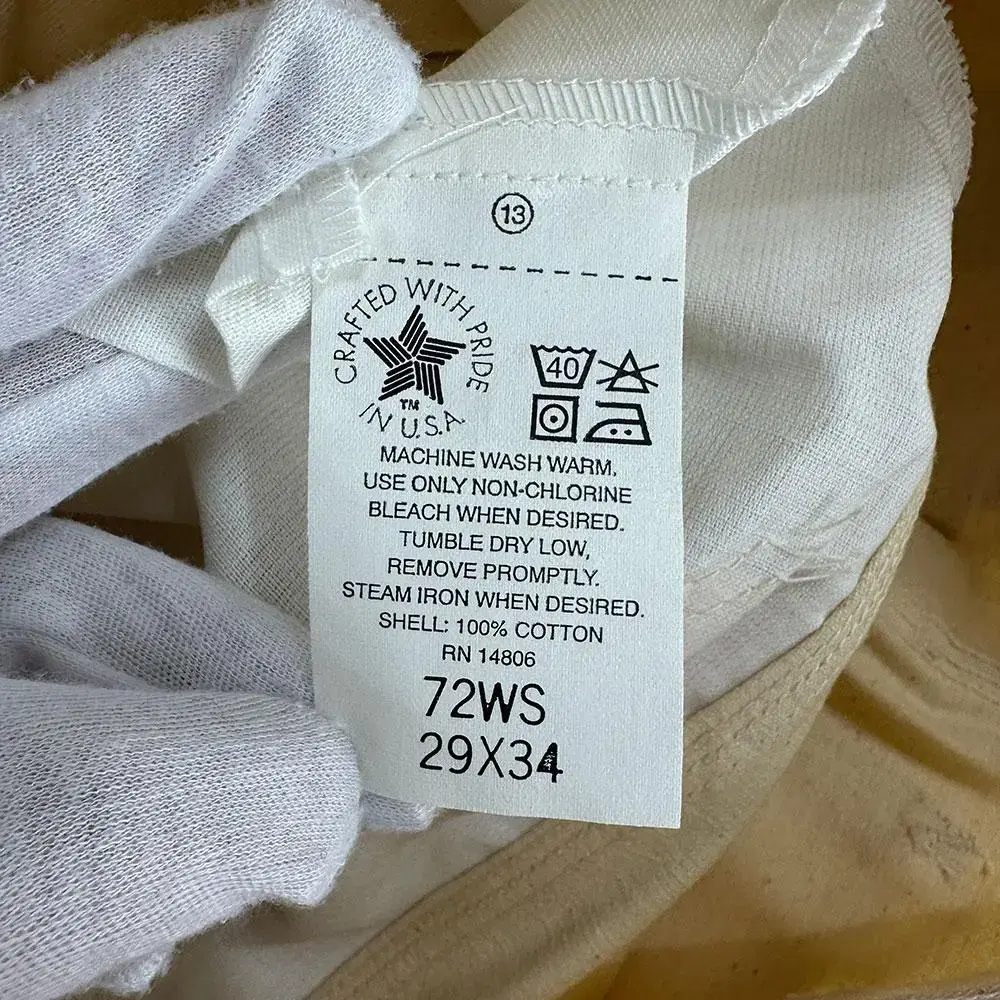 13
CRAFTED WITH PRIDE
TM
IN U.S.A.
40
MACHINE WASH WARM,
USE ONLY NON-CHLORINE
BLEACH WHEN DESIRED.
TUMBLE DRY LOW,
REMOVE PROMPTLY.
STEAM IRON WHEN DESIRED.
SHELL: 100% COTTON
RN 14806
72WS
29X34